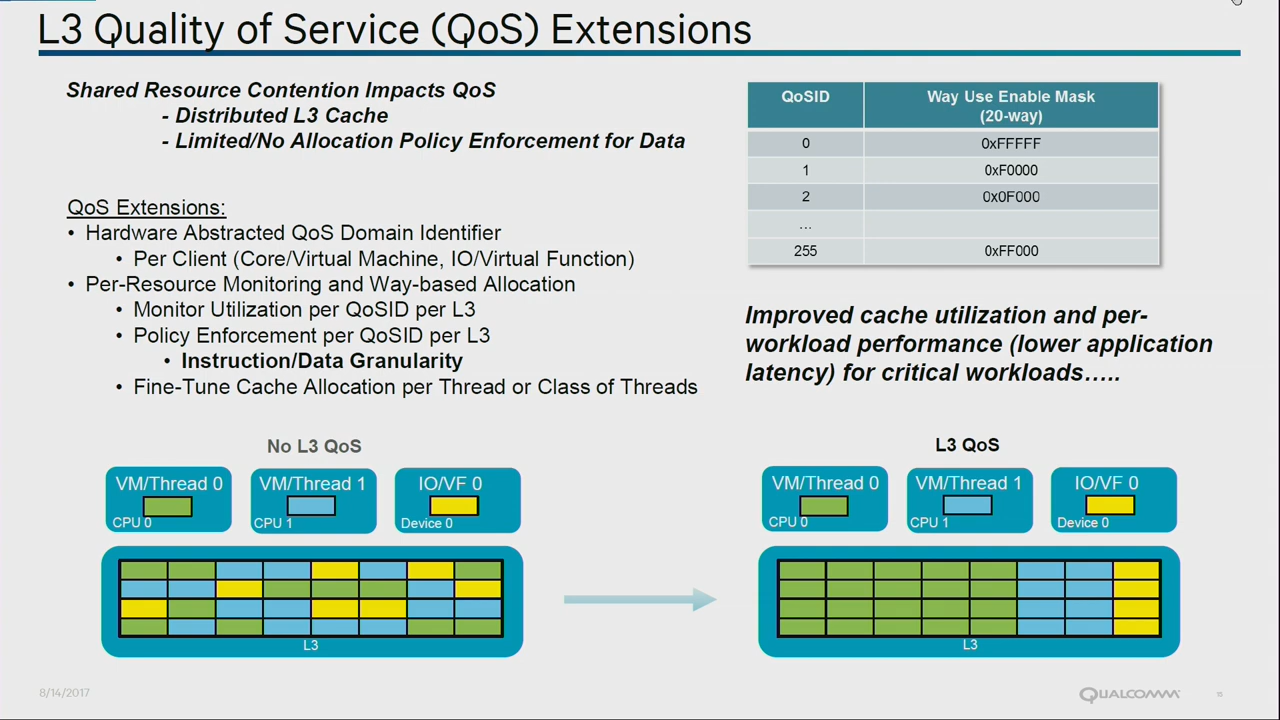 L3 Quality of Service (QoS) Extensions
Shared Resource Contention Impacts QoS
- Distributed L3 Cache
- Limited/No Allocation Policy Enforcement for Data
QoS Extensions:
• Hardware Abstracted QoS Domain Identifier
• Per Client (Core/Virtual Machine, IO/Virtual Function)
• Per-Resource Monitoring and Way-based Allocation
• Monitor Utilization per QoSID per L3
• Policy Enforcement per QoSID per L3
• Instruction/Data Granularity
• Fine-Tune Cache Allocation per Thread or Class of Threads
QoSID Way Use Enable Mask
(20-way)
0 0xFFFFF
1 0xF0000
2 0x0F000
...
255 0xFF000
Improved cache utilization and per-
workload performance (lower application
latency) for critical workloads…..
No L3 QoS
VM/Thread 0 VM/Thread 1 IO/VF 0
CPU 0 CPU 1 Device 0
L3
L3 QoS
VM/Thread 0 VM/Thread 1 IO/VF 0
CPU 0 CPU 1 Device 0
L3
8/14/2017
QUALCOMM